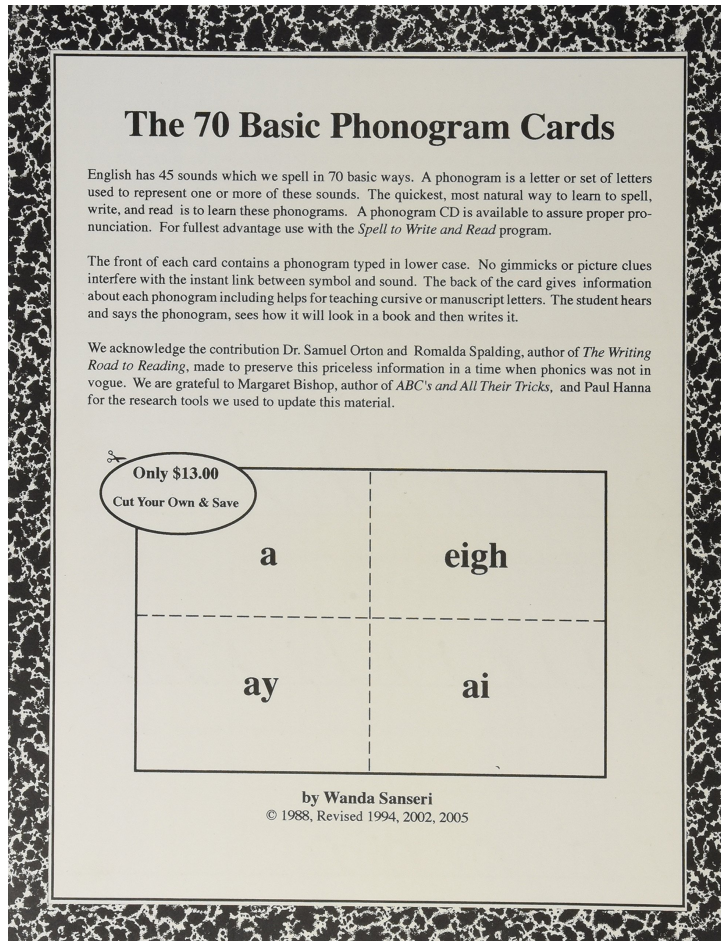 The 70 Basic Phonogram Cards
English has 45 sounds which we spell in 70 basic ways. A phonogram is a letter or set of letters
used to represent one or more of these sounds. The quickest, most natural way to learn to spell,
write, and read is to learn these phonograms. A phonogram CD is available to assure proper pro-
nunciation. For fullest advantage use with the Spell to Write and Read program.
The front of each card contains a phonogram typed in lower case. No gimmicks or picture clues
interfere with the instant link between symbol and sound. The back of the card gives information
about each phonogram including helps for teaching cursive or manuscript letters. The student hears
and says the phonogram, sees how it will look in a book and then writes it.
We acknowledge the contribution Dr. Samuel Orton and Romalda Spalding, author of The Writing
Road to Reading, made to preserve this priceless information in a time when phonics was not in
vogue. We are grateful to Margaret Bishop, author of ABC's and All Their Tricks, and Paul Hanna
for the research tools we used to update this material.
Only $13.00
Cut Your Own & Save
a eigh
ay ai
by Wanda Sanseri
© 1988, Revised 1994, 2002, 2005